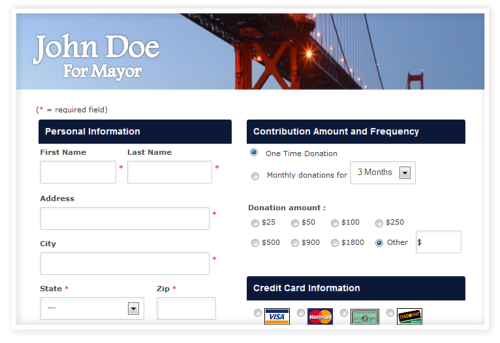 John Doe
For Mayor
(* = required field)
Personal Information
First Name Last Name
* *
Address
*
City
*
State * Zip *
---
Contribution Amount and Frequency
One Time Donation
Monthly donations for 3 Months
Donation amount :
$25 $50 $100 $250
$500 $900 $1800 Other $
Credit Card Information
VISA MasterCard DISCOVER